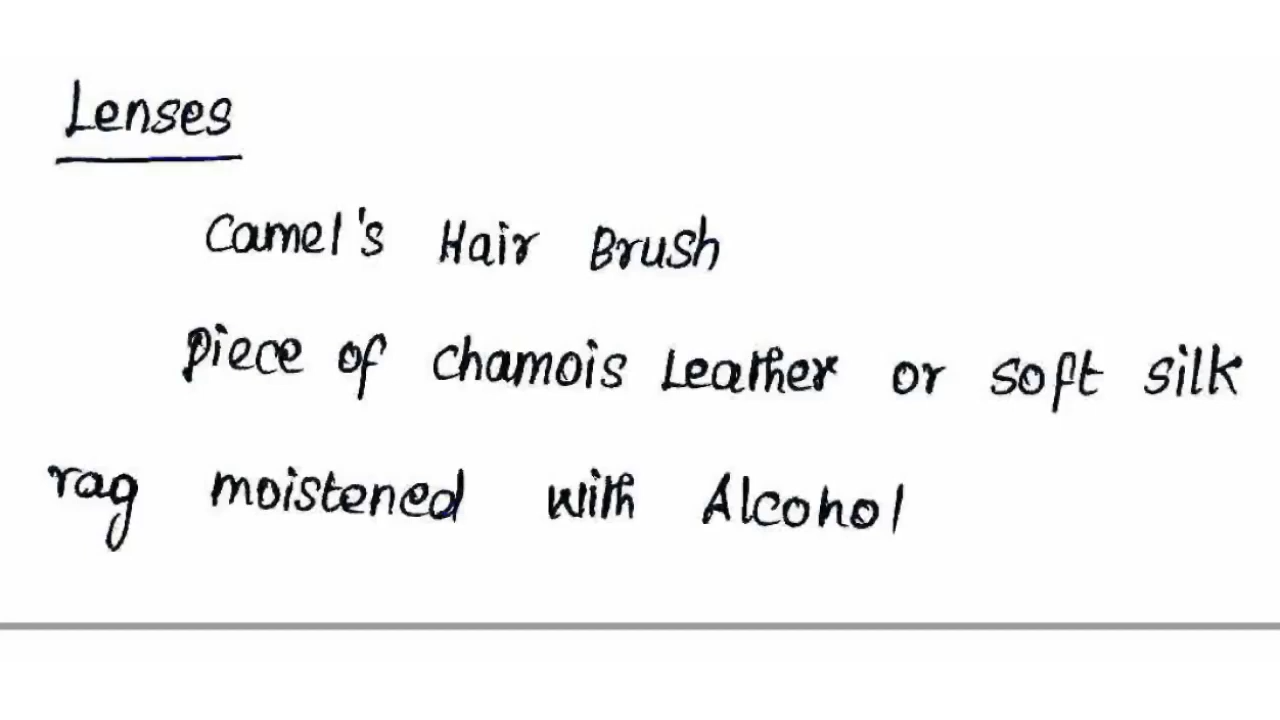 Lenses
Camel's Hair Brush
piece of chamois Leather or soft silk
rag moistened with Alcohol